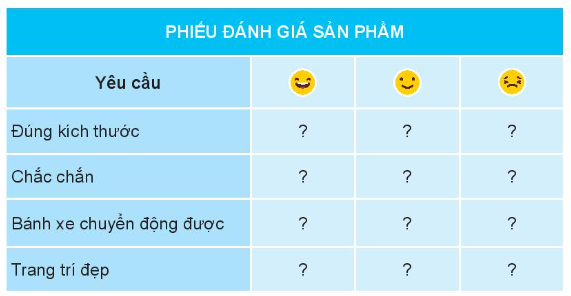 PHIẾU ĐÁNH GIÁ SẢN PHẨM
Yêu cầu
Đúng kích thước ? ? ?
Chắc chắn ? ? ?
Bánh xe chuyển động được ? ? ?
Trang trí đẹp ? ? ?